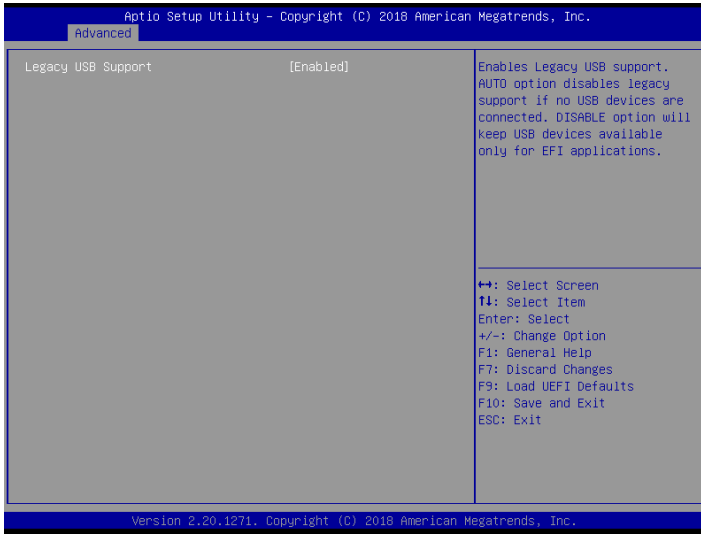 Aptio Setup Utility – Copyright (C) 2018 American Megatrends, Inc.
Advanced
Legacy USB Support [Enabled]
Enables Legacy USB support.
AUTO option disables legacy
support if no USB devices are
connected. DISABLE option will
keep USB devices available
only for EFI applications.
↔: Select Screen
↑↓: Select Item
Enter: Select
+/-: Change Option
F1: General Help
F7: Discard Changes
F9: Load UEFI Defaults
F10: Save and Exit
ESC: Exit
Version 2.20.1271. Copyright (C) 2018 American Megatrends, Inc.